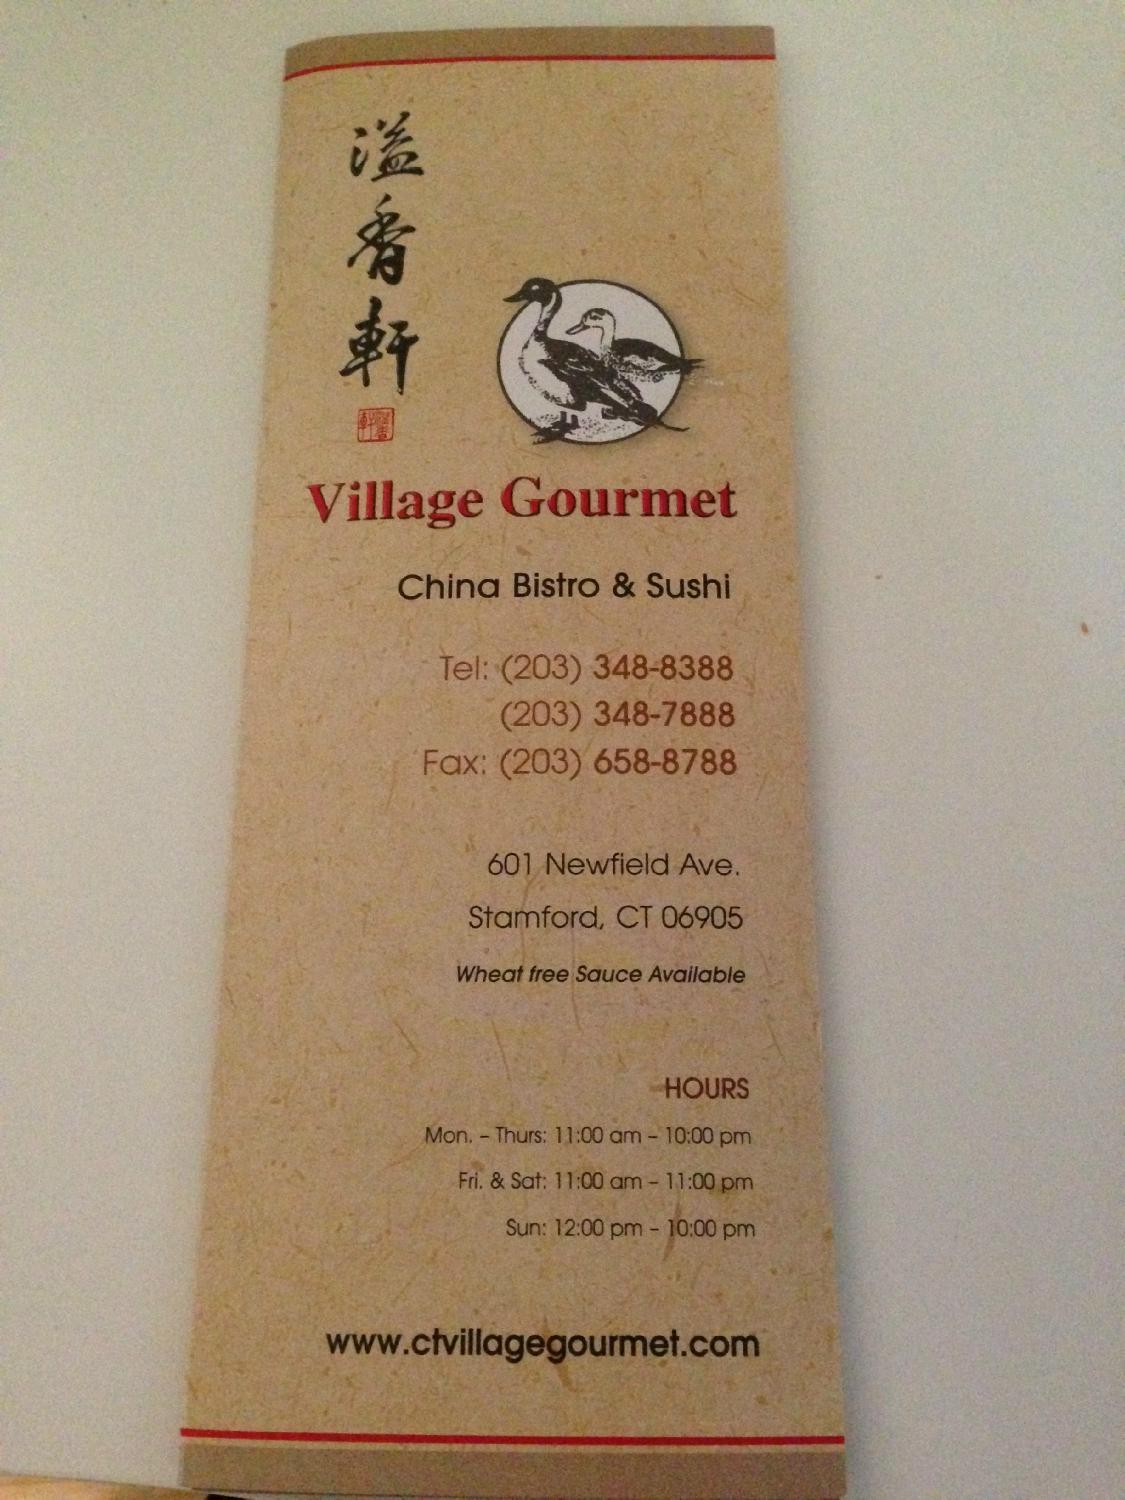 溢香軒
Village Gourmet
China Bistro & Sushi
Tel: (203) 348-8388
(203) 348-7888
Fax: (203) 658-8788
601 Newfield Ave.
Stamford, CT 06905
Wheat free Sauce Available
HOURS
Mon. – Thurs: 11:00 am – 10:00 pm
Fri. & Sat: 11:00 am – 11:00 pm
Sun: 12:00 pm – 10:00 pm
www.ctvillagegourmet.com